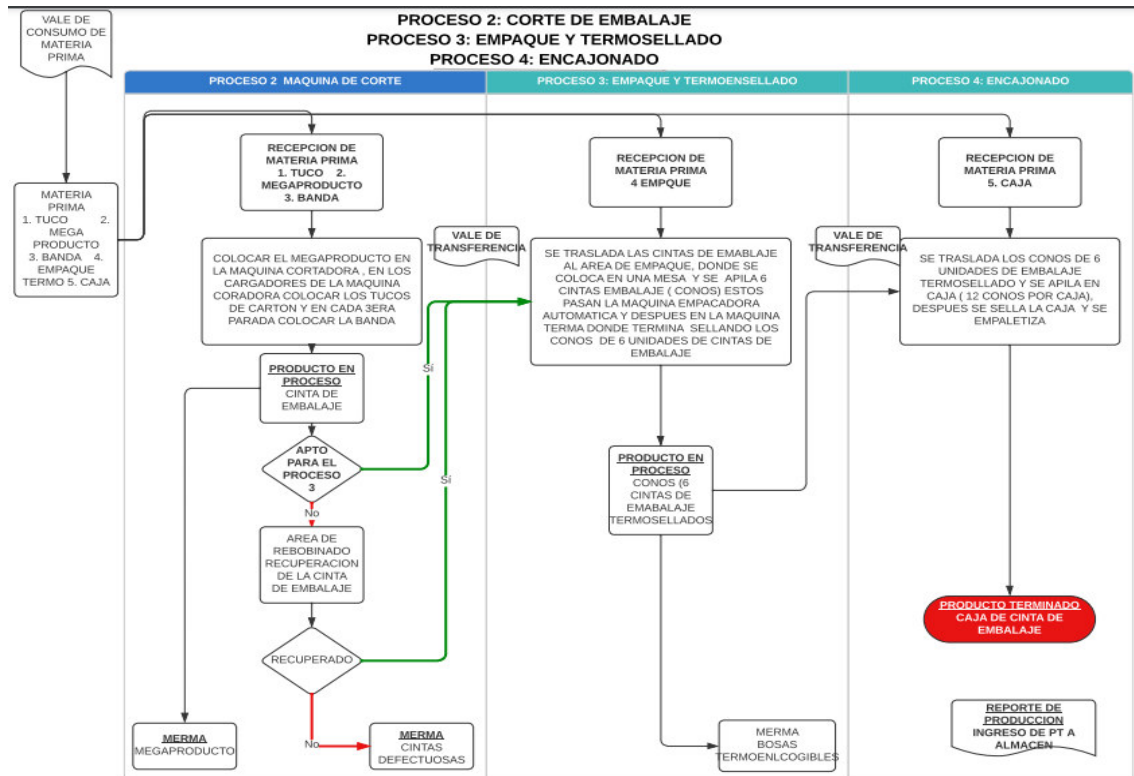 VALE DE
CONSUMO DE
MATERIA
PRIMA
PROCESO 2: CORTE DE EMBALAJE
PROCESO 3: EMPAQUE Y TERMOSELLADO
PROCESO 4: ENCAJONADO
PROCESO 2 MAQUINA DE CORTE
PROCESO 3: EMPAQUE Y TERMOENSELLADO
PROCESO 4: ENCAJONADO
MATERIA
PRIMA
1. TUCO 2.
MEGA
PRODUCTO
3. BANDA 4.
EMPAQUE
TERMO 5. CAJA
RECEPCION DE
MATERIA PRIMA
1. TUCO 2.
MEGAPRODUCTO
3. BANDA
COLOCAR EL MEGAPRODUCTO EN
LA MAQUINA CORTADORA , EN LOS
CARGADORES DE LA MAQUINA
CORADORA COLOCAR LOS TUCOS
DE CARTON Y EN CADA 3ERA
PARADA COLOCAR LA BANDA
PRODUCTO EN
PROCESO
CINTA DE
EMBALAJE
APTO
PARA EL
PROCESO
3
Sí
No
AREA DE
REBOBINADO
RECUPERACION
DE LA CINTA
DE EMBALAJE
RECUPERADO
Sí
No
MERMA
MEGAPRODUCTO
MERMA
CINTAS
DEFECTUOSAS
RECEPCION DE
MATERIA PRIMA
4 EMPQUE
VALE DE
TRANSFERENCIA
SE TRASLADA LAS CINTAS DE EMABLAJE
AL AREA DE EMPAQUE, DONDE SE
COLOCA EN UNA MESA Y SE APILA 6
CINTAS EMBALAJE ( CONOS) ESTOS
PASAN LA MAQUINA EMPACADORA
AUTOMATICA Y DESPUES EN LA MAQUINA
TERMA DONDE TERMINA SELLANDO LOS
CONOS DE 6 UNIDADES DE CINTAS DE
EMBALAJE
PRODUCTO EN
PROCESO
CONOS (6
CINTAS DE
EMABALAJE
TERMOSELLADOS
MERMA
BOSAS
TERMOENLCOGIBLES
RECEPCION DE
MATERIA PRIMA
5. CAJA
VALE DE
TRANSFERENCIA
SE TRASLADA LOS CONOS DE 6
UNIDADES DE EMBALAJE
TERMOSELLADO Y SE APILA EN
CAJA ( 12 CONOS POR CAJA),
DESPUES SE SELLA LA CAJA Y SE
EMPALETIZA
PRODUCTO TERMINADO
CAJA DE CINTA DE
EMBALAJE
REPORTE DE
PRODUCCION
INGRESO DE PT A
ALMACEN